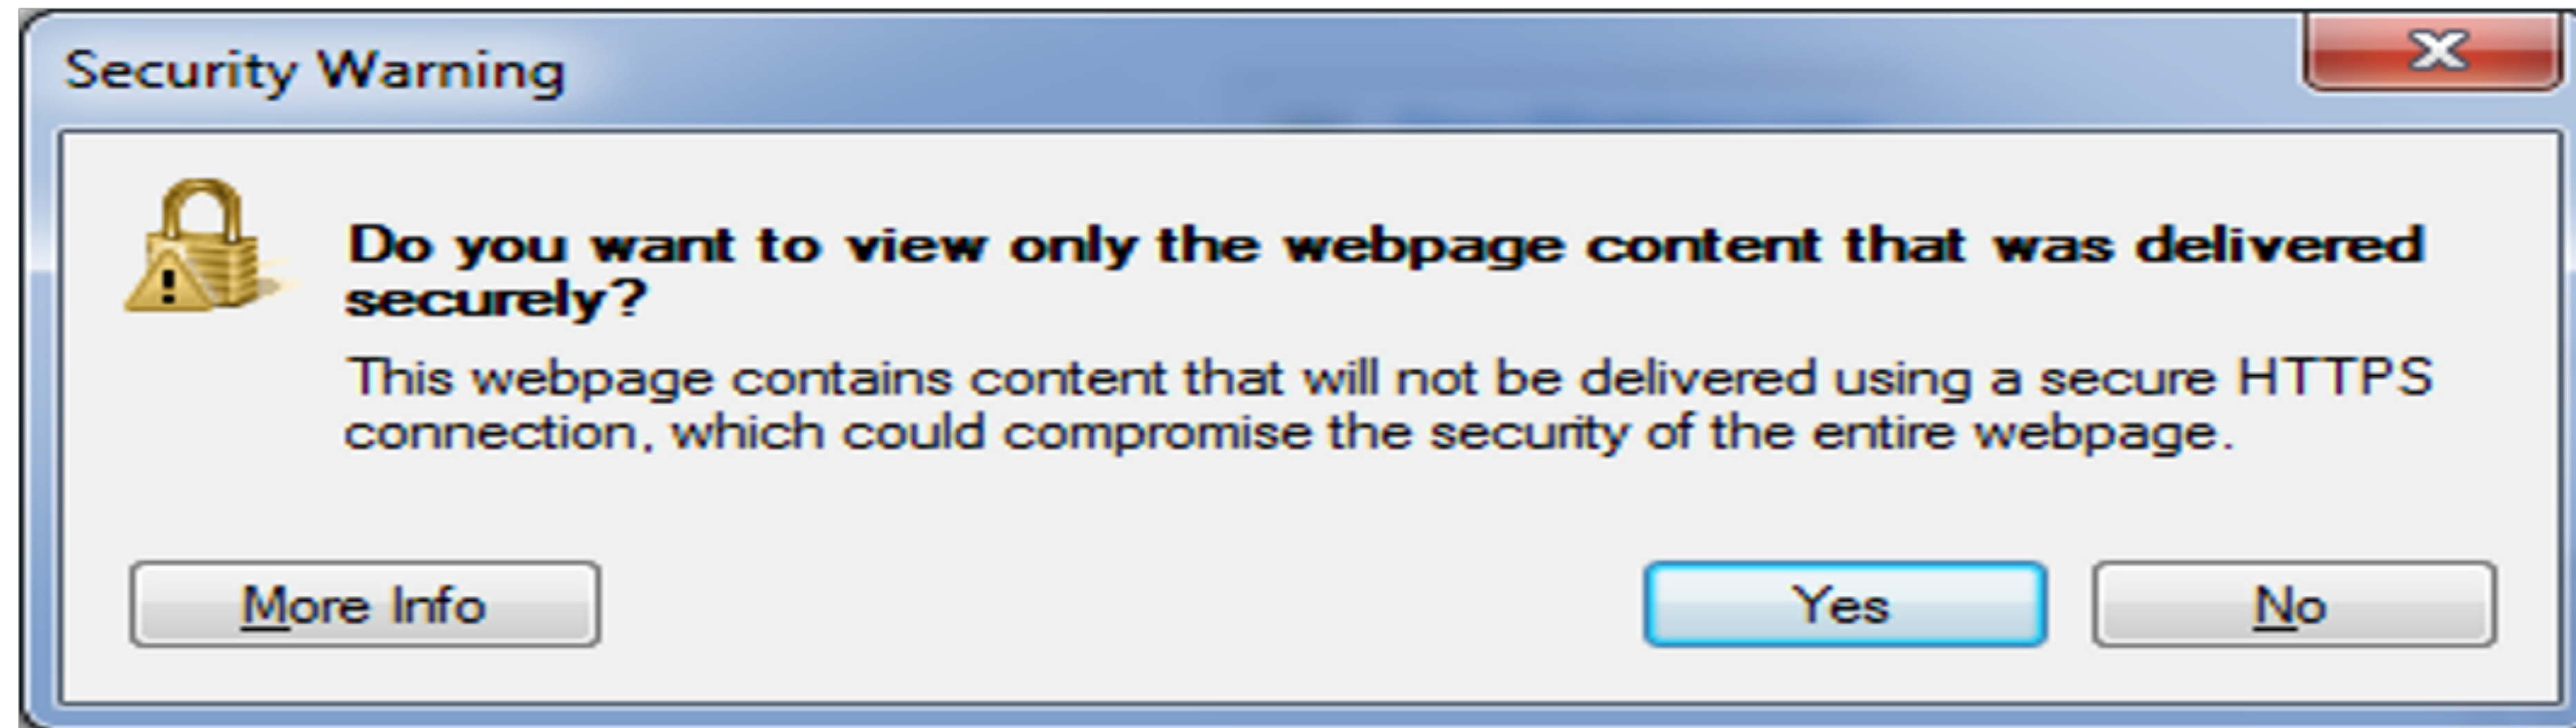 Security Warning
Do you want to view only the webpage content that was delivered
securely?
This webpage contains content that will not be delivered using a secure HTTPS
connection, which could compromise the security of the entire webpage.
More Info
Yes
No